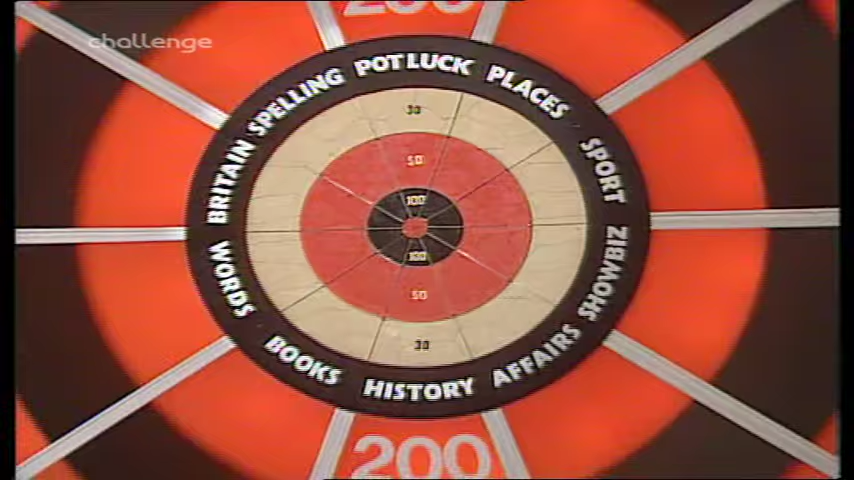 200
challenge
POT LUCK
PLACES
SPORT
SHOWBIZ
AFFAIRS
HISTORY
BOOKS
WORDS
BRITAIN
SPELLING
30
50
100
100
50
30
200